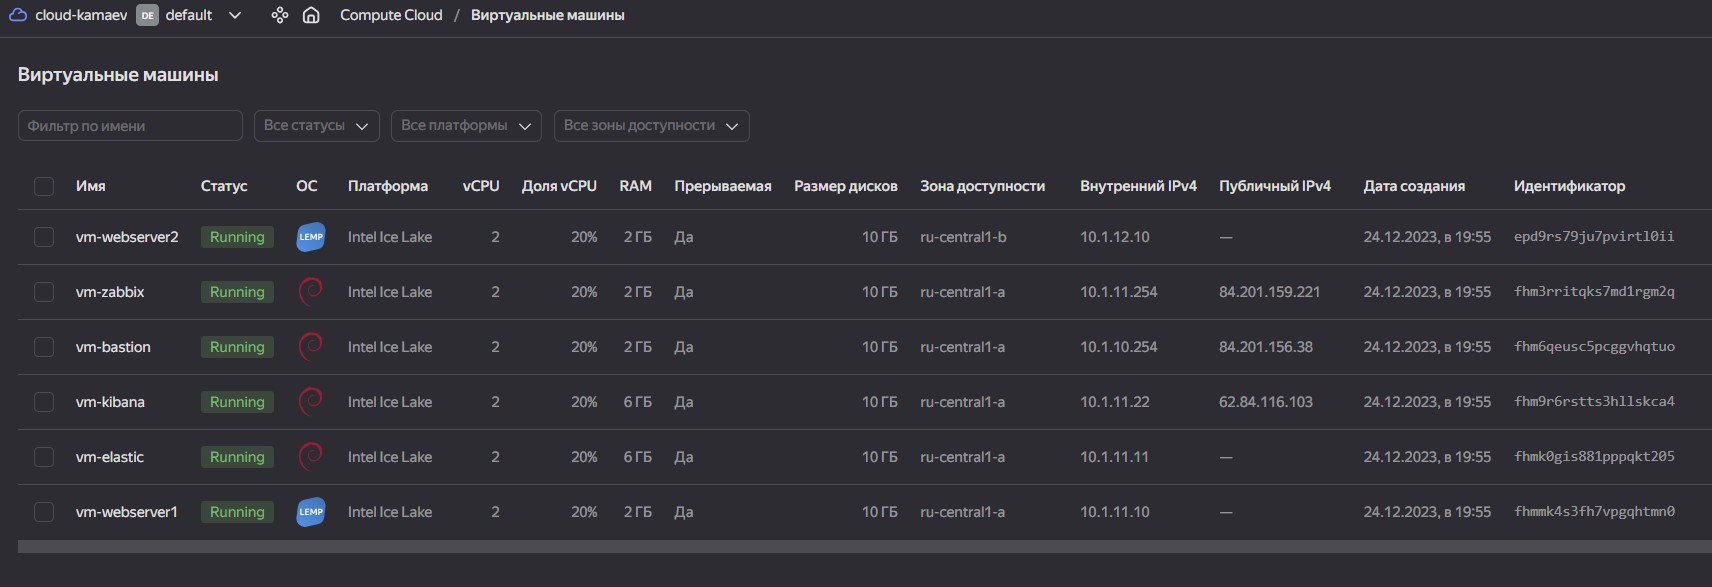 cloud-kamaev DE default Compute Cloud / Виртуальные машины
Виртуальные машины
Фильтр по имени Все статусы Все платформы Все зоны доступности
Имя Статус ОС Платформа vCPU Доля vCPU RAM Прерываемая Размер дисков Зона доступности Внутренний IPv4 Публичный IPv4 Дата создания Идентификатор
vm-webserver2 Running LEMP Intel Ice Lake 2 20% 2 ГБ Да 10 ГБ ru-central1-b 10.1.12.10 — 24.12.2023, в 19:55 epd9rs79ju7pvirtl0ii
vm-zabbix Running Intel Ice Lake 2 20% 2 ГБ Да 10 ГБ ru-central1-a 10.1.11.254 84.201.159.221 24.12.2023, в 19:55 fhm3rritqks7md1rgm2q
vm-bastion Running Intel Ice Lake 2 20% 2 ГБ Да 10 ГБ ru-central1-a 10.1.10.254 84.201.156.38 24.12.2023, в 19:55 fhm6qeusc5pcggvhqtuo
vm-kibana Running Intel Ice Lake 2 20% 6 ГБ Да 10 ГБ ru-central1-a 10.1.11.22 62.84.116.103 24.12.2023, в 19:55 fhm9r6rstts3hllskca4
vm-elastic Running Intel Ice Lake 2 20% 6 ГБ Да 10 ГБ ru-central1-a 10.1.11.11 — 24.12.2023, в 19:55 fhmk0gis881pppqkt205
vm-webserver1 Running LEMP Intel Ice Lake 2 20% 2 ГБ Да 10 ГБ ru-central1-a 10.1.11.10 — 24.12.2023, в 19:55 fhmmk4s3fh7vpgqhtmn0